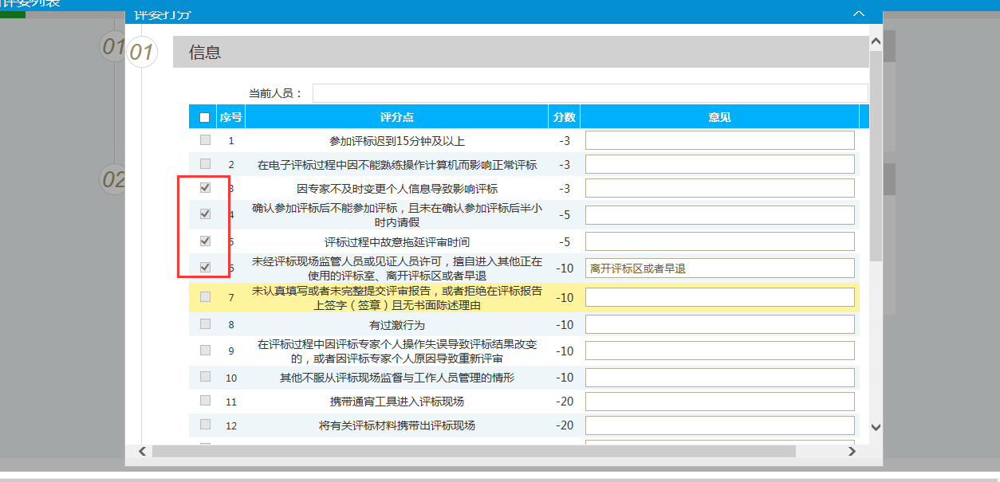 评委列表
评委打分
01
01
信息
当前人员：
序号 评分点 分数 意见
1 参加评标迟到15分钟及以上 -3
2 在电子评标过程中因不能熟练操作计算机而影响正常评标 -3
3 因专家不及时变更个人信息导致影响评标 -3
4 确认参加评标后不能参加评标，且未在确认参加评标后半小
时内请假 -5
5 评标过程中故意拖延评审时间 -5
6 未经评标现场监管人员或见证人员许可，擅自进入其他正在
使用的评标室、离开评标区或者早退 -10 离开评标区或者早退
7 未认真填写或者未完整提交评审报告，或者拒绝在评标报告
上签字（签章）且无书面陈述理由 -10
8 有过激行为 -10
9 在评标过程中因评标专家个人操作失误导致评标结果改变
的，或者因评标专家个人原因导致重新评审 -10
10 其他不服从评标现场监督与工作人员管理的情形 -10
11 携带通宵工具进入评标现场 -20
12 将有关评标材料携带出评标现场 -20
02